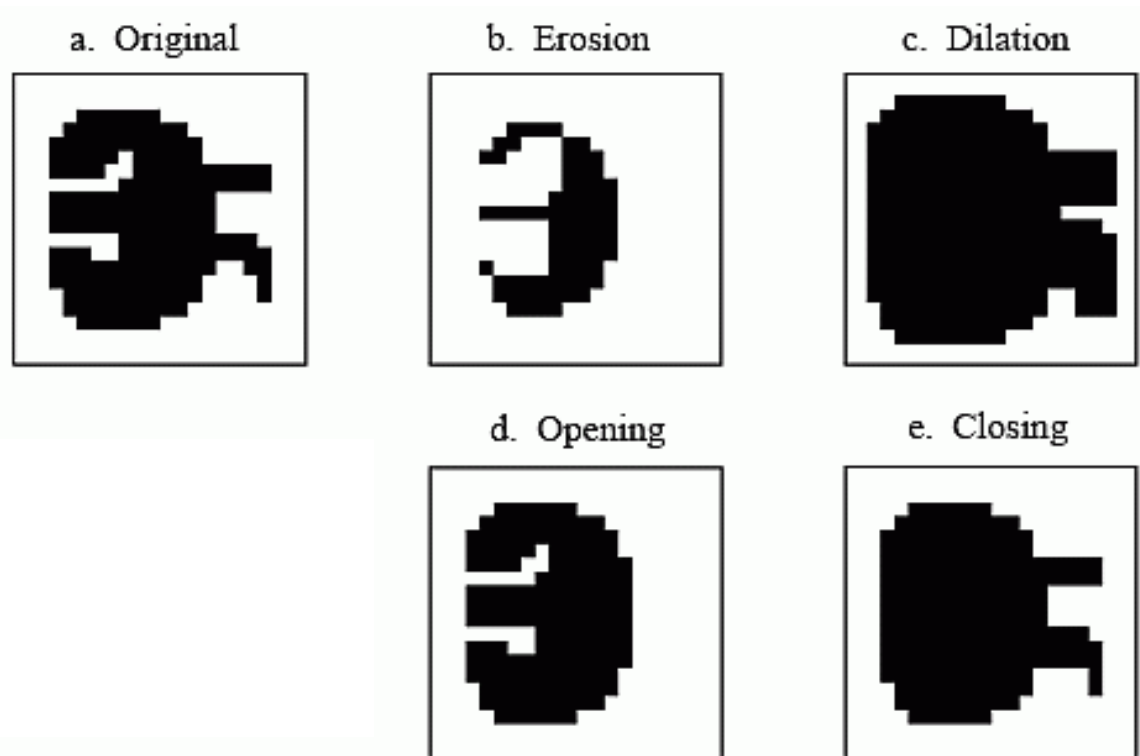 a. Original
b. Erosion
c. Dilation
d. Opening
e. Closing